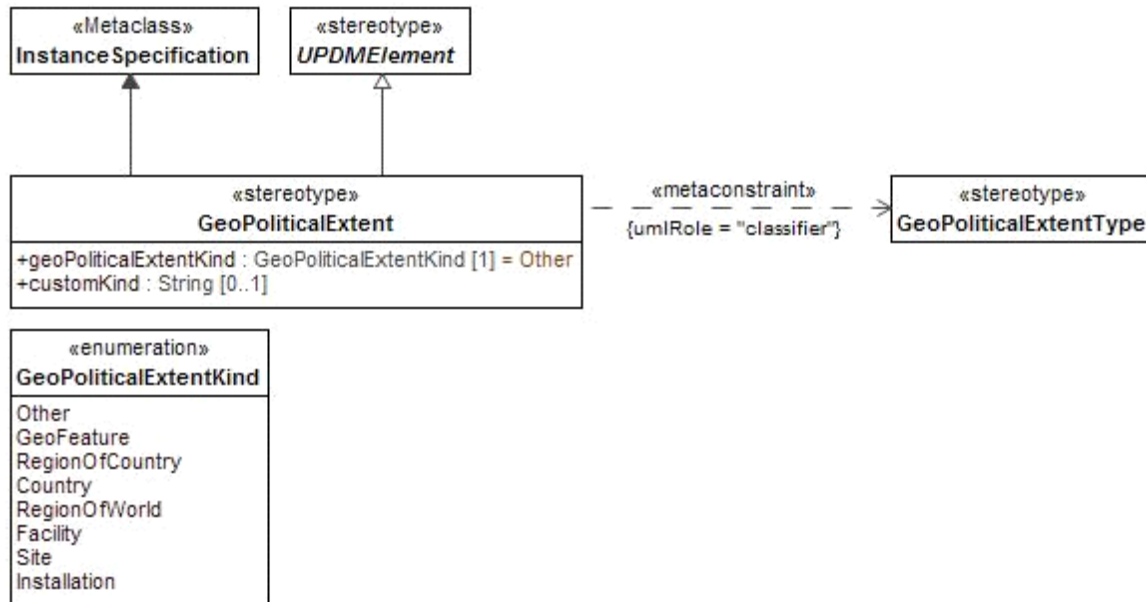 «Metaclass»
InstanceSpecification
«stereotype»
UPDMElement
«stereotype»
GeoPoliticalExtent
+geoPoliticalExtentKind : GeoPoliticalExtentKind [1] = Other
+customKind : String [0..1]
«metaconstraint»
{umlRole = "classifier"}
«stereotype»
GeoPoliticalExtentType
«enumeration»
GeoPoliticalExtentKind
Other
GeoFeature
RegionOfCountry
Country
RegionOfWorld
Facility
Site
Installation